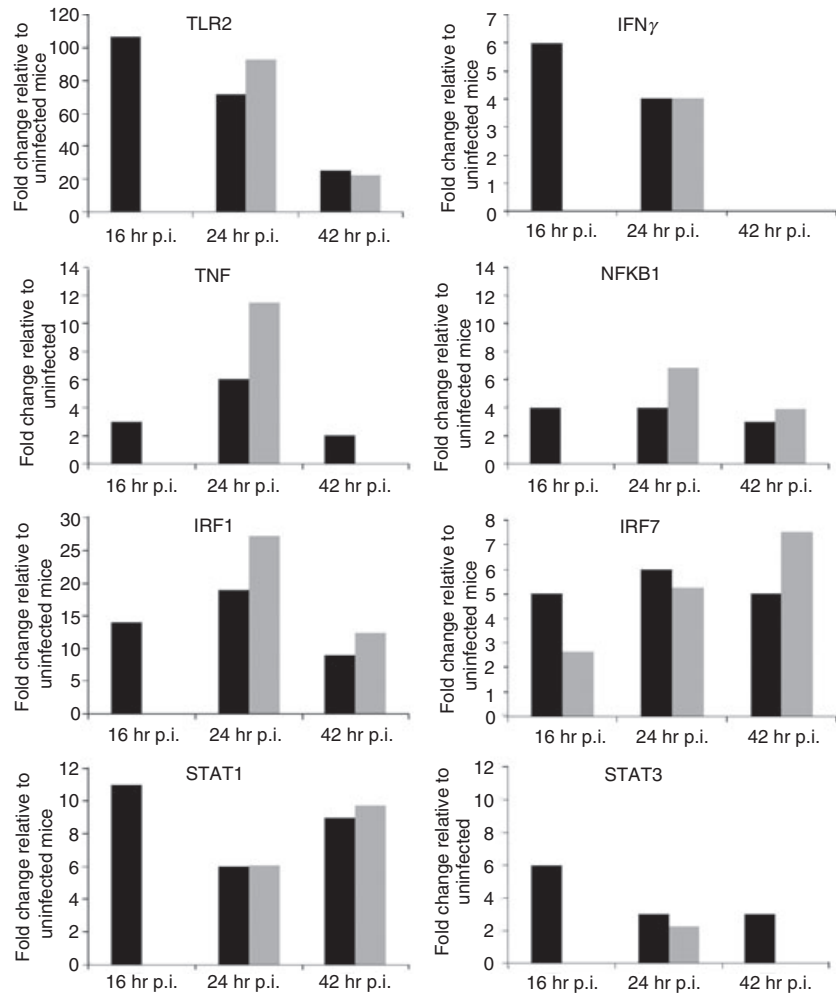 TLR2
Fold change relative to
uninfected mice
120
100
80
60
40
20
0
16 hr p.i. 24 hr p.i. 42 hr p.i.
IFNγ
Fold change relative to
uninfected mice
7
6
5
4
3
2
1
0
16 hr p.i. 24 hr p.i. 42 hr p.i.
TNF
Fold change relative to
uninfected
14
12
10
8
6
4
2
0
16 hr p.i. 24 hr p.i. 42 hr p.i.
NFKB1
Fold change relative to
uninfected mice
14
12
10
8
6
4
2
0
16 hr p.i. 24 hr p.i. 42 hr p.i.
IRF1
Fold change relative to
uninfected mice
30
25
20
15
10
5
0
16 hr p.i. 24 hr p.i. 42 hr p.i.
IRF7
Fold change relative to
uninfected mice
8
7
6
5
4
3
2
1
0
16 hr p.i. 24 hr p.i. 42 hr p.i.
STAT1
Fold change relative to
uninfected mice
12
10
8
6
4
2
0
16 hr p.i. 24 hr p.i. 42 hr p.i.
STAT3
Fold change relative to
uninfected
12
10
8
6
4
2
0
16 hr p.i. 24 hr p.i. 42 hr p.i.